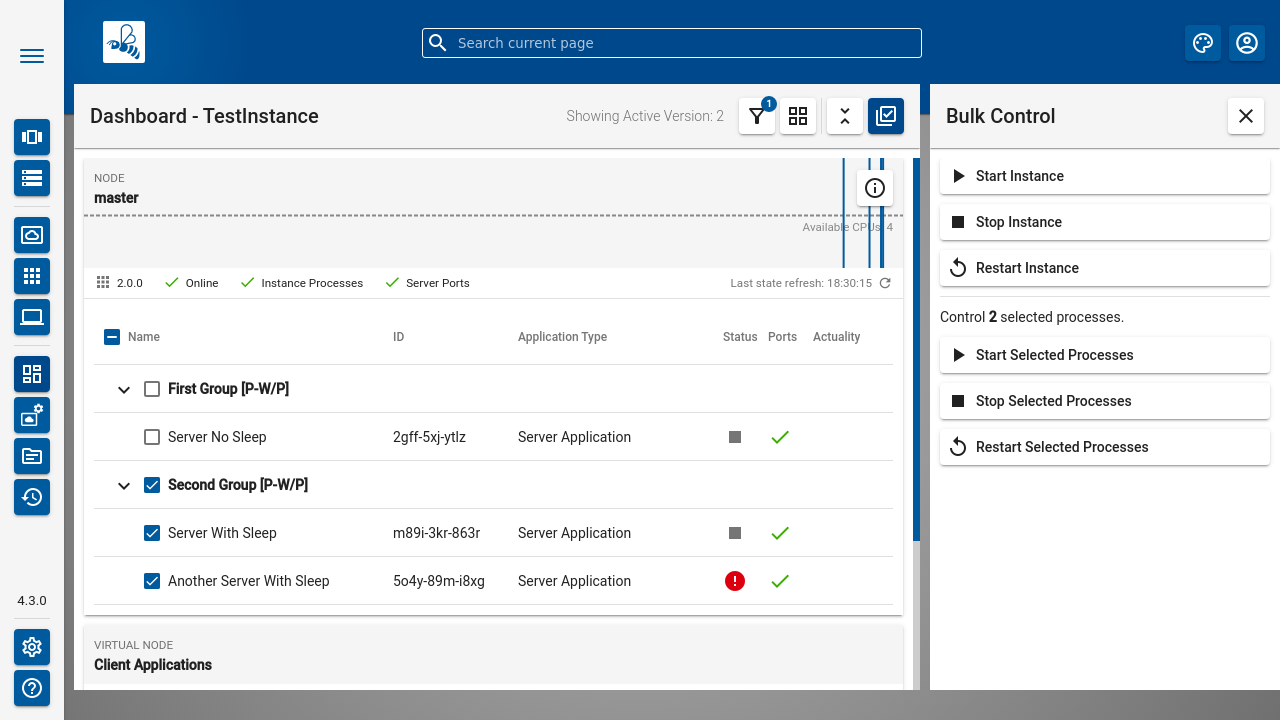 Search current page
Dashboard - TestInstance
Showing Active Version: 2
1
Bulk Control
NODE
master
Available CPUs: 4
2.0.0
Online
Instance Processes
Server Ports
Last state refresh: 18:30:15
Name ID Application Type Status Ports Actuality
First Group [P-W/P]
Server No Sleep 2gff-5xj-ytlz Server Application
Second Group [P-W/P]
Server With Sleep m89i-3kr-863r Server Application
Another Server With Sleep 5o4y-89m-i8xg Server Application
VIRTUAL NODE
Client Applications
Start Instance
Stop Instance
Restart Instance
Control 2 selected processes.
Start Selected Processes
Stop Selected Processes
Restart Selected Processes
4.3.0